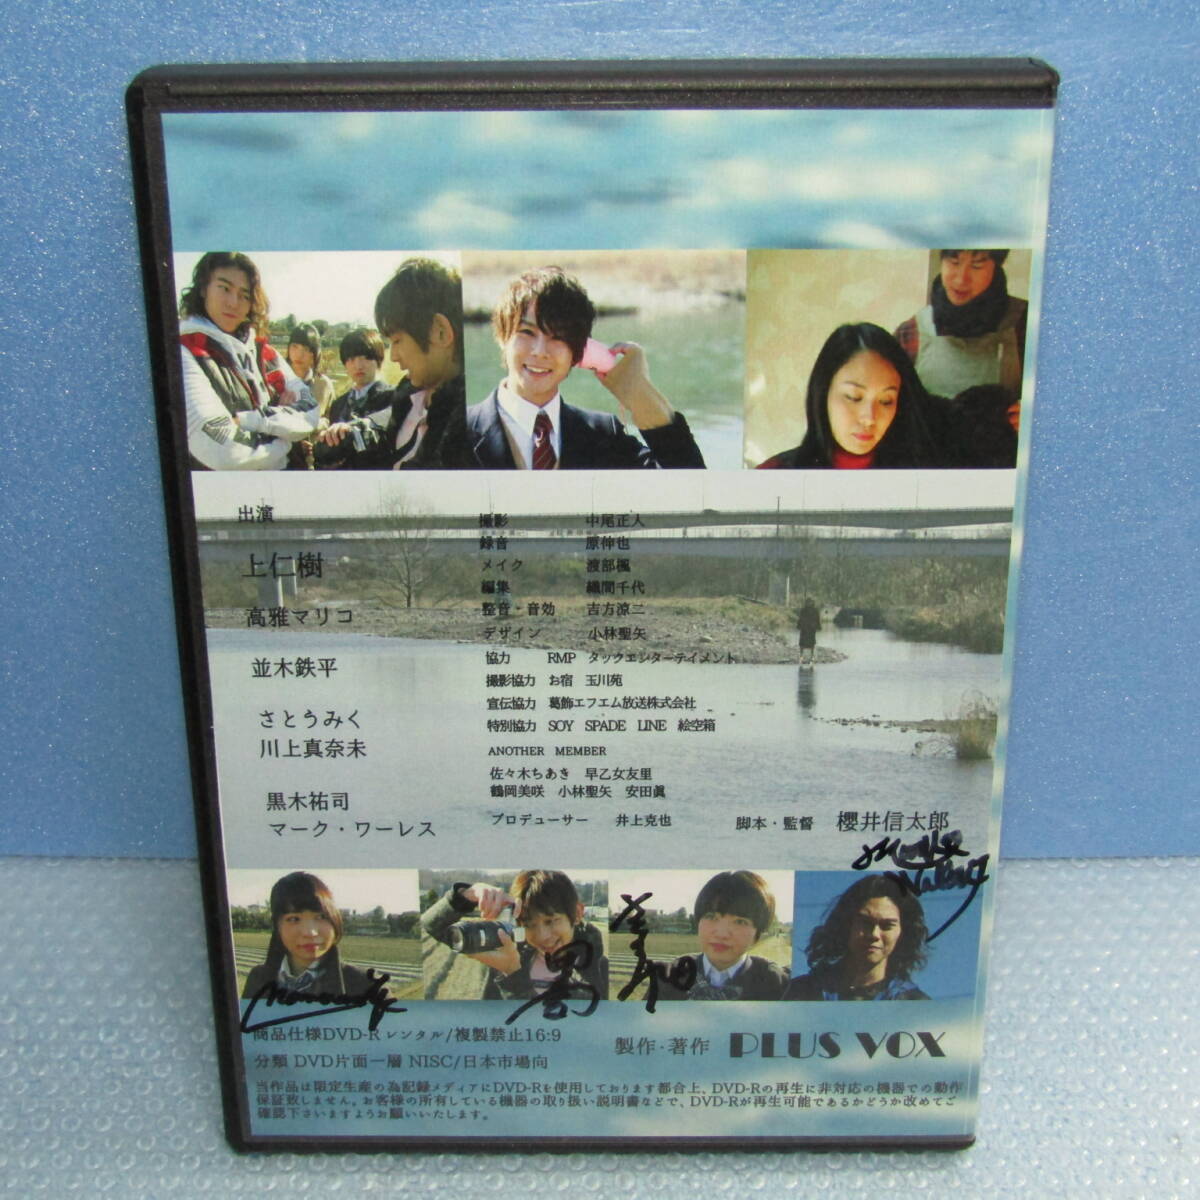 出演
上仁樹
高雅マリコ
並木鉄平
さとうみく
川上真奈未
黒木祐司
マーク・ワーレス
撮影 中尾正人
録音 原伸也
メイク 渡部楓
編集 織間千代
整音・音効 吉方涼二
デザイン 小林聖矢
協力 RMP タックエンターテイメント
撮影協力 お宿 玉川苑
宣伝協力 葛飾エフエム放送株式会社
特別協力 SOY SPADE LINE 絵空箱
ANOTHER MEMBER
佐々木ちあき 早乙女友里
鶴岡美咲 小林聖矢 安田眞
プロデューサー 井上克也
脚本・監督 櫻井信太郎
商品仕様DVD-R レンタル/複製禁止16:9
分類 DVD片面一層 NISC/日本市場向
製作・著作 PLUS VOX
当作品は限定生産の為記録メディアにDVD-Rを使用しております都合上、DVD-Rの再生に非対応の機器での動作
保証致しません。お客様の所有している機器の取り扱い説明書などで、DVD-Rが再生可能であるかどうか改めてご
確認下さいますようお願いいたします。